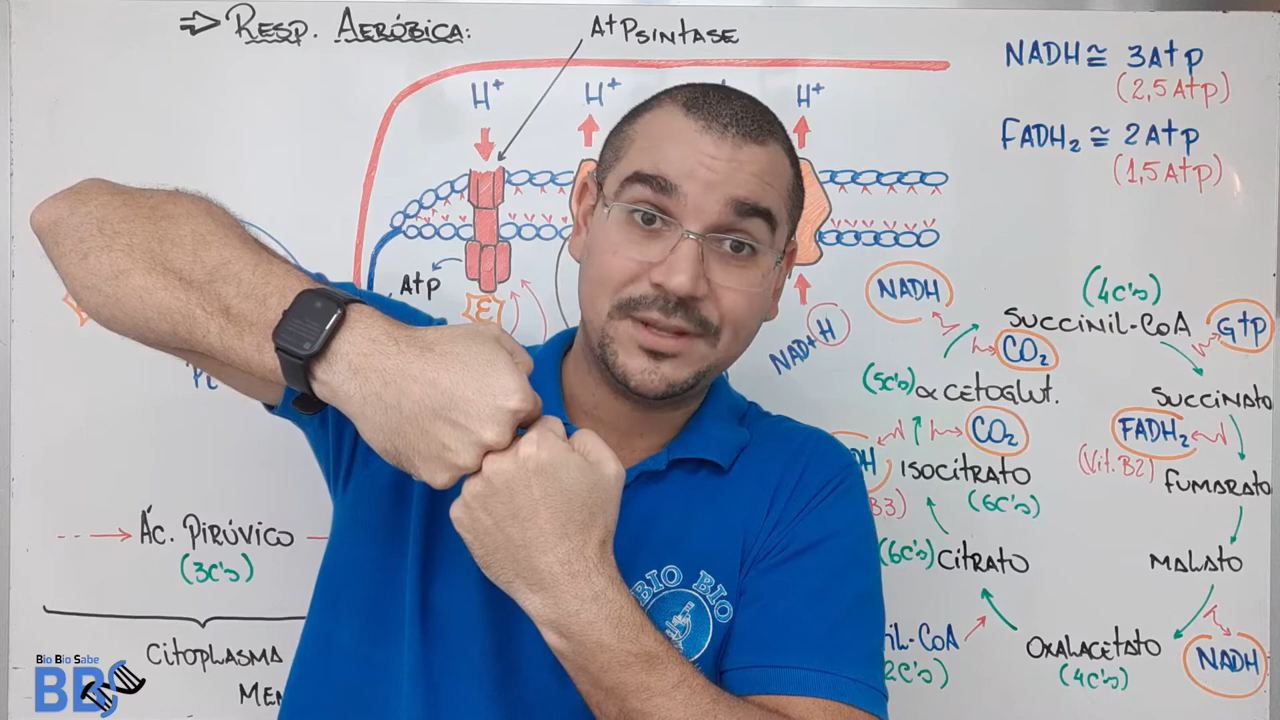 ⇒ RESP. AERÓBICA:
ATPSINTASE
NADH ≅ 3ATP
(2,5 ATP)
FADH₂ ≅ 2ATP
(1,5 ATP)
H⁺
H⁺
H⁺
ATP
E
NAD+H
NADH
(4C's)
SUCCINIL-COA
GTP
CO₂
(5C's) α CETOGLUT.
SUCCINATO
CO₂
FADH₂
(Vit. B2)
ISOCITRATO
(6C's)
FUMARATO
(6C's) CITRATO
MALATO
OXALACETATO
(4C's)
NADH
ÁC. PIRÚVICO
(3C's)
CITOPLASMA
BIO BIO
Bio Bio Sabe
BBS